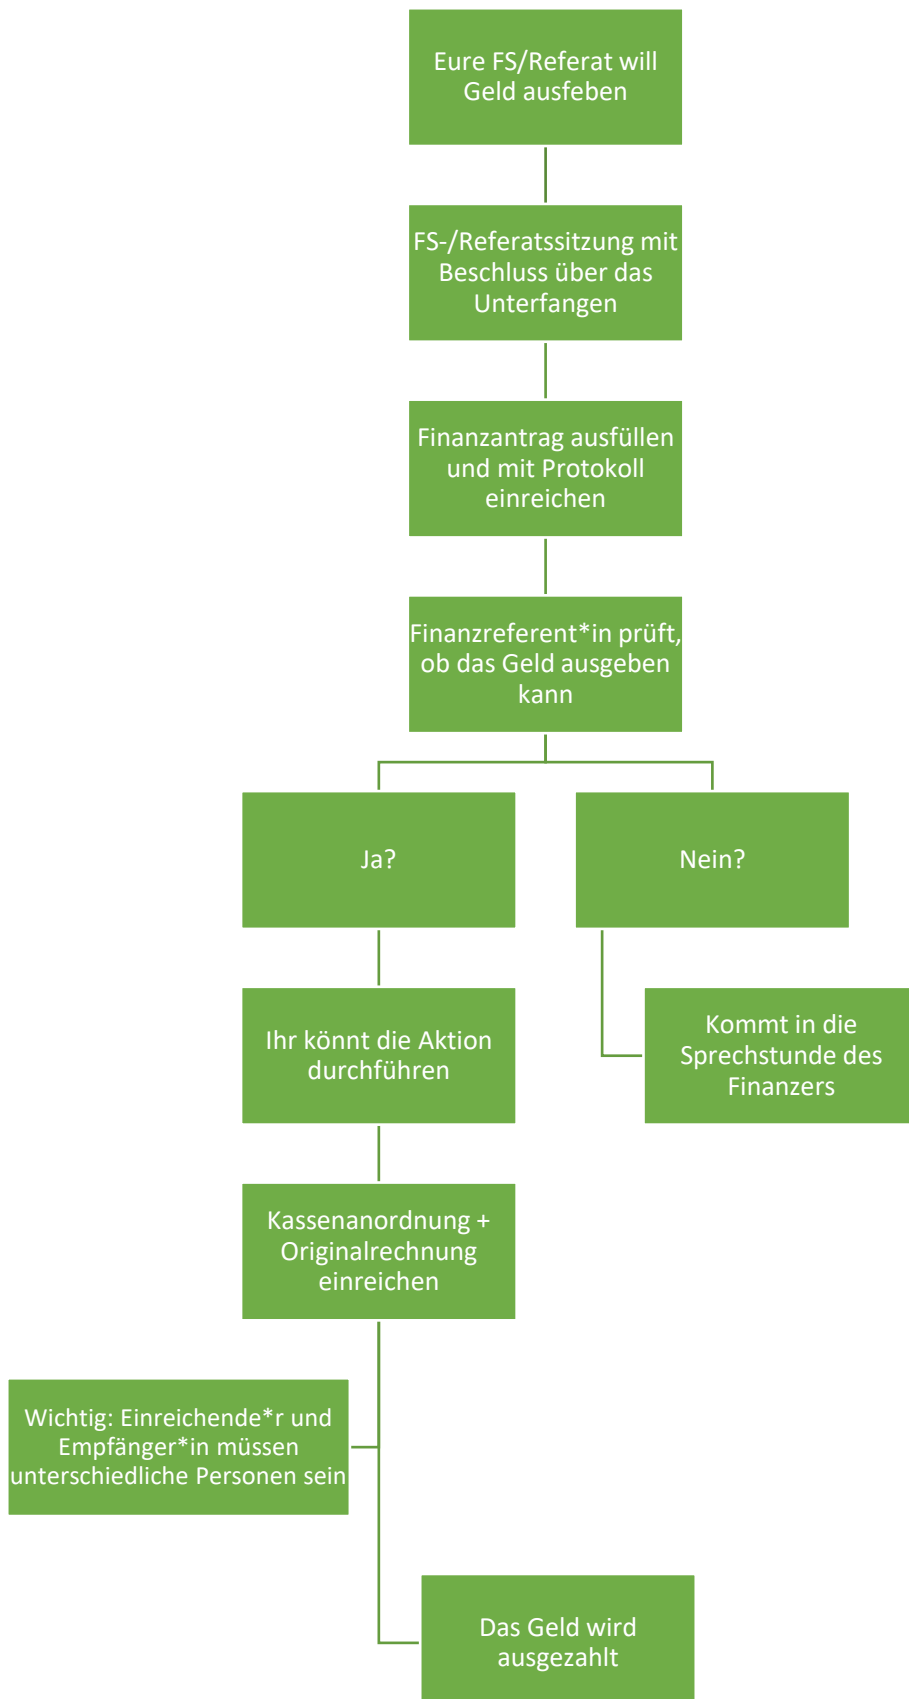 Eure FS/Referat will
Geld ausfeben
FS-/Referatssitzung mit
Beschluss über das
Unterfangen
Finanzantrag ausfüllen
und mit Protokoll
einreichen
Finanzreferent*in prüft,
ob das Geld ausgeben
kann
Ja?
Nein?
Ihr könnt die Aktion
durchführen
Kommt in die
Sprechstunde des
Finanzers
Kassenanordnung +
Originalrechnung
einreichen
Wichtig: Einreichende*r und
Empfänger*in müssen
unterschiedliche Personen sein
Das Geld wird
ausgezahlt